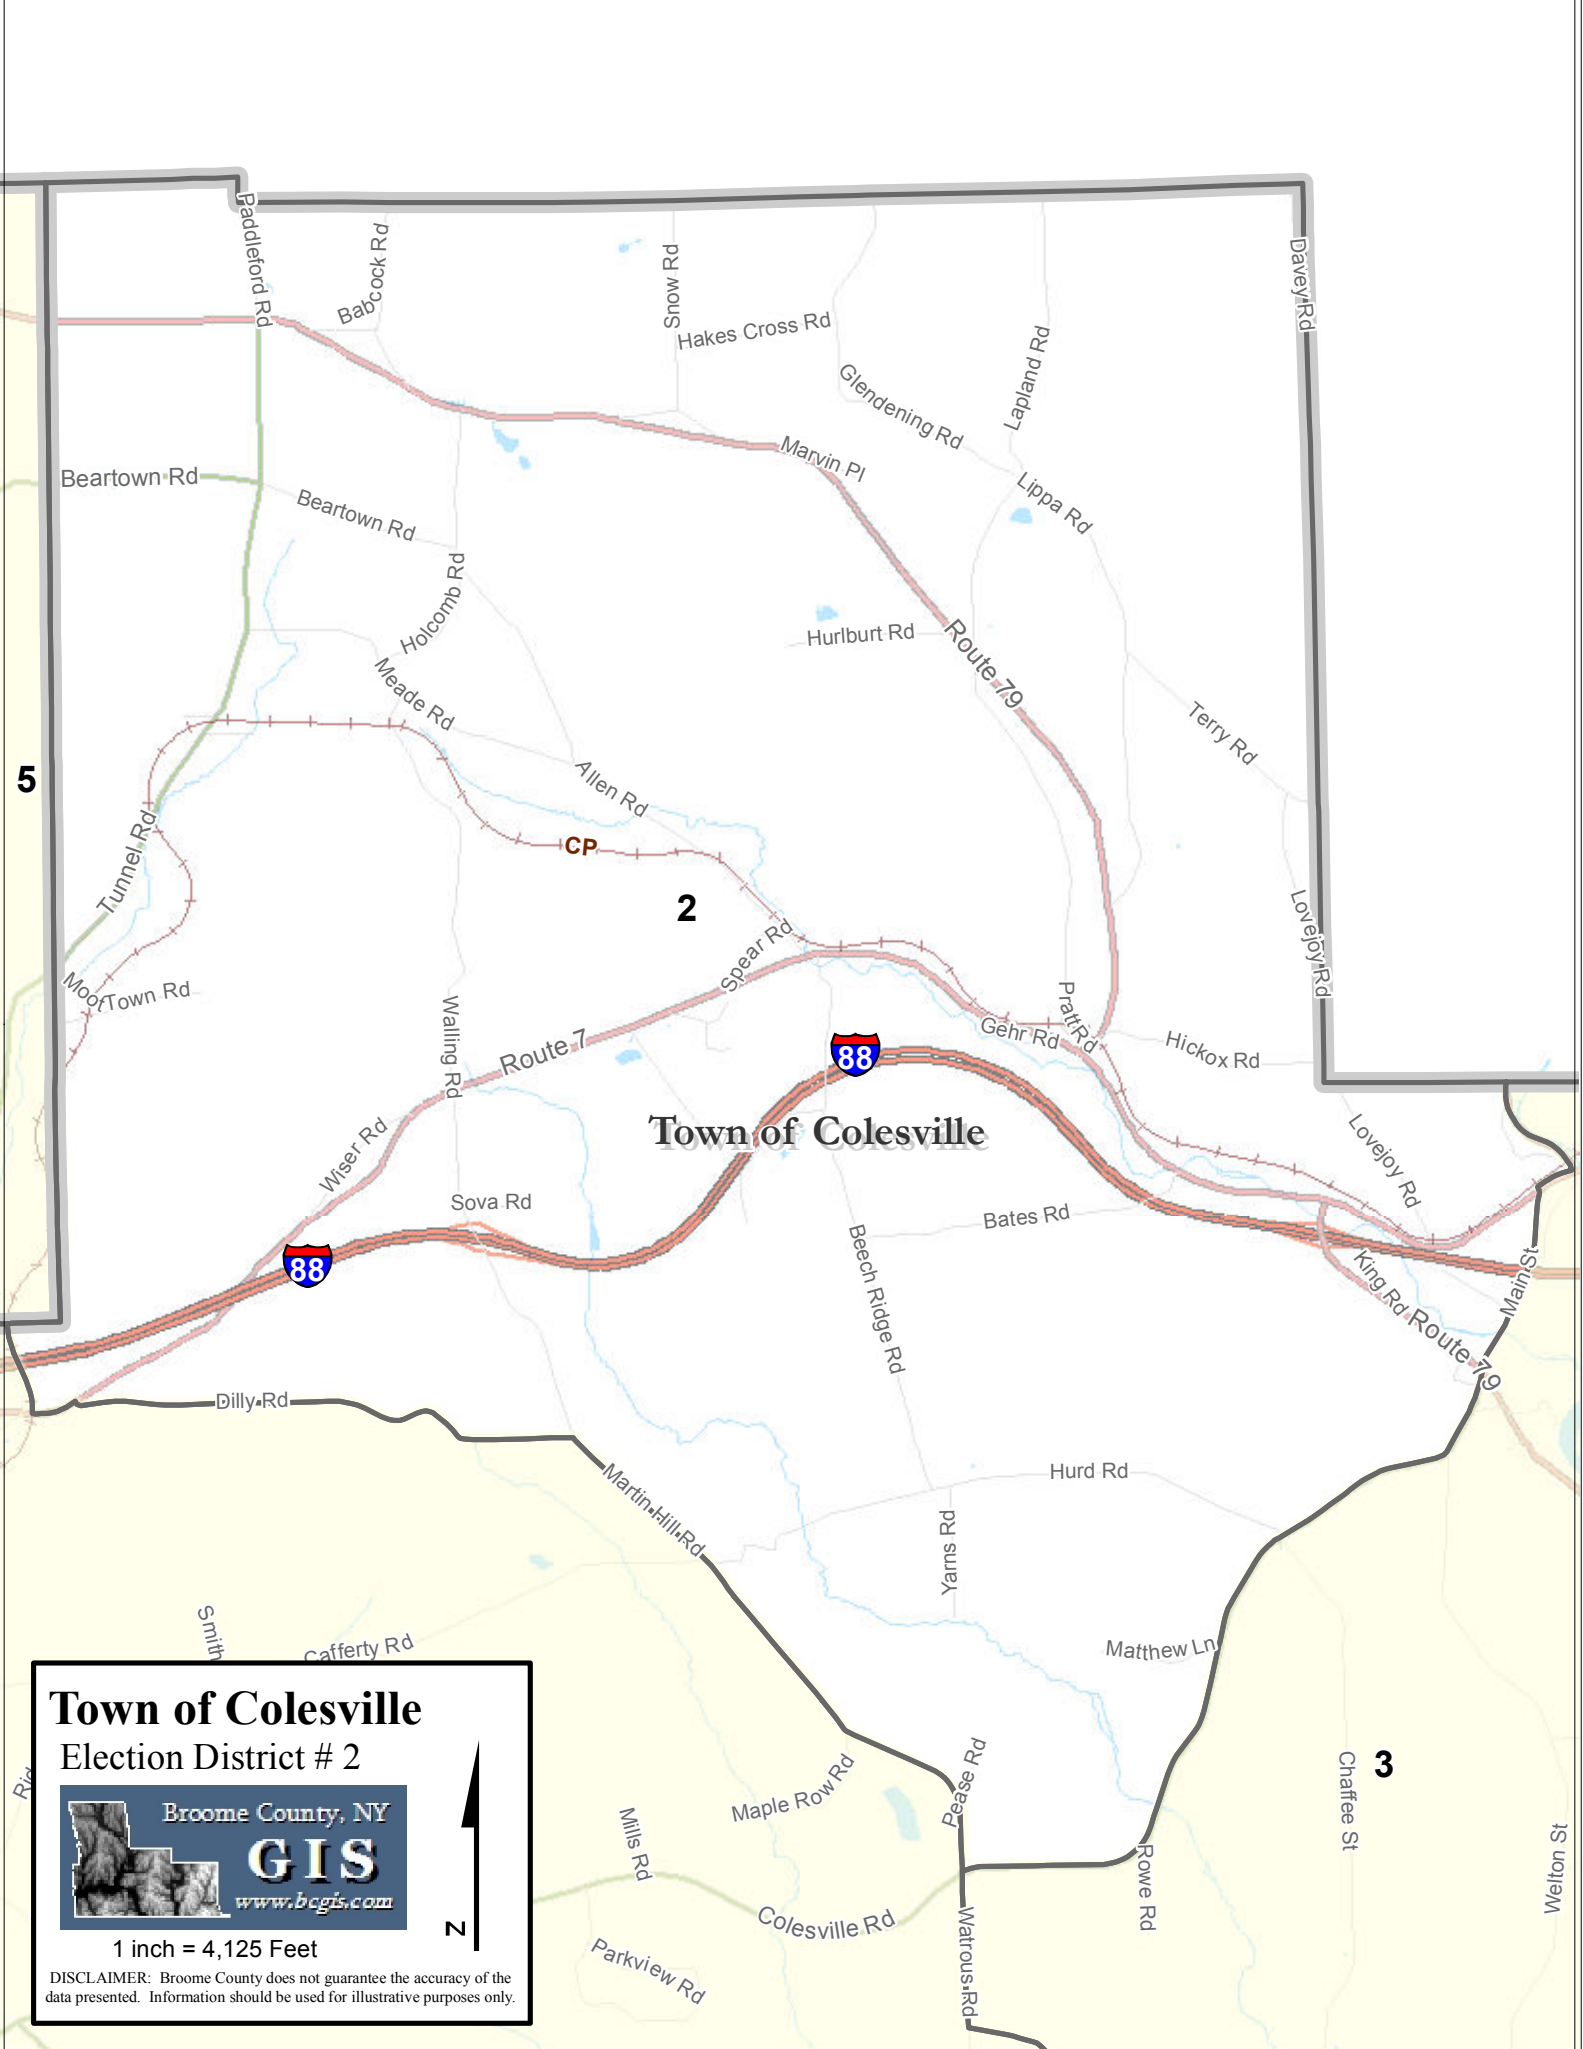 Paddleford Rd
Babcock Rd
Snow Rd
Hakes Cross Rd
Davey Rd
Lapland Rd
Glendening Rd
Marvin Pl
Beartown Rd
Beartown Rd
Lippa Rd
Holcomb Rd
Hurlburt Rd
Route 79
Meade Rd
Terry Rd
5
Allen Rd
CP
Tunnel Rd
2
Lovejoy Rd
Spear Rd
Town Rd
Walling Rd
Pratt Rd
Gehr Rd
Route 7
Hickox Rd
88
Town of Colesville
Wiser Rd
Lovejoy Rd
Sova Rd
Bates Rd
88
Beech Ridge Rd
King Rd
Main St
Route 79
Dilly Rd
Martin Hill Rd
Hurd Rd
Yarns Rd
Smith
Cafferty Rd
Matthew Ln
Town of Colesville
Election District # 2
Broome County, NY
GIS
www.bcgis.com
N
1 inch = 4,125 Feet
DISCLAIMER: Broome County does not guarantee the accuracy of the
data presented. Information should be used for illustrative purposes only.
Rid
Pease Rd
Maple Row Rd
3
Chaffee St
Mills Rd
Welton St
Rowe Rd
Colesville Rd
Watrous Rd
Parkview Rd